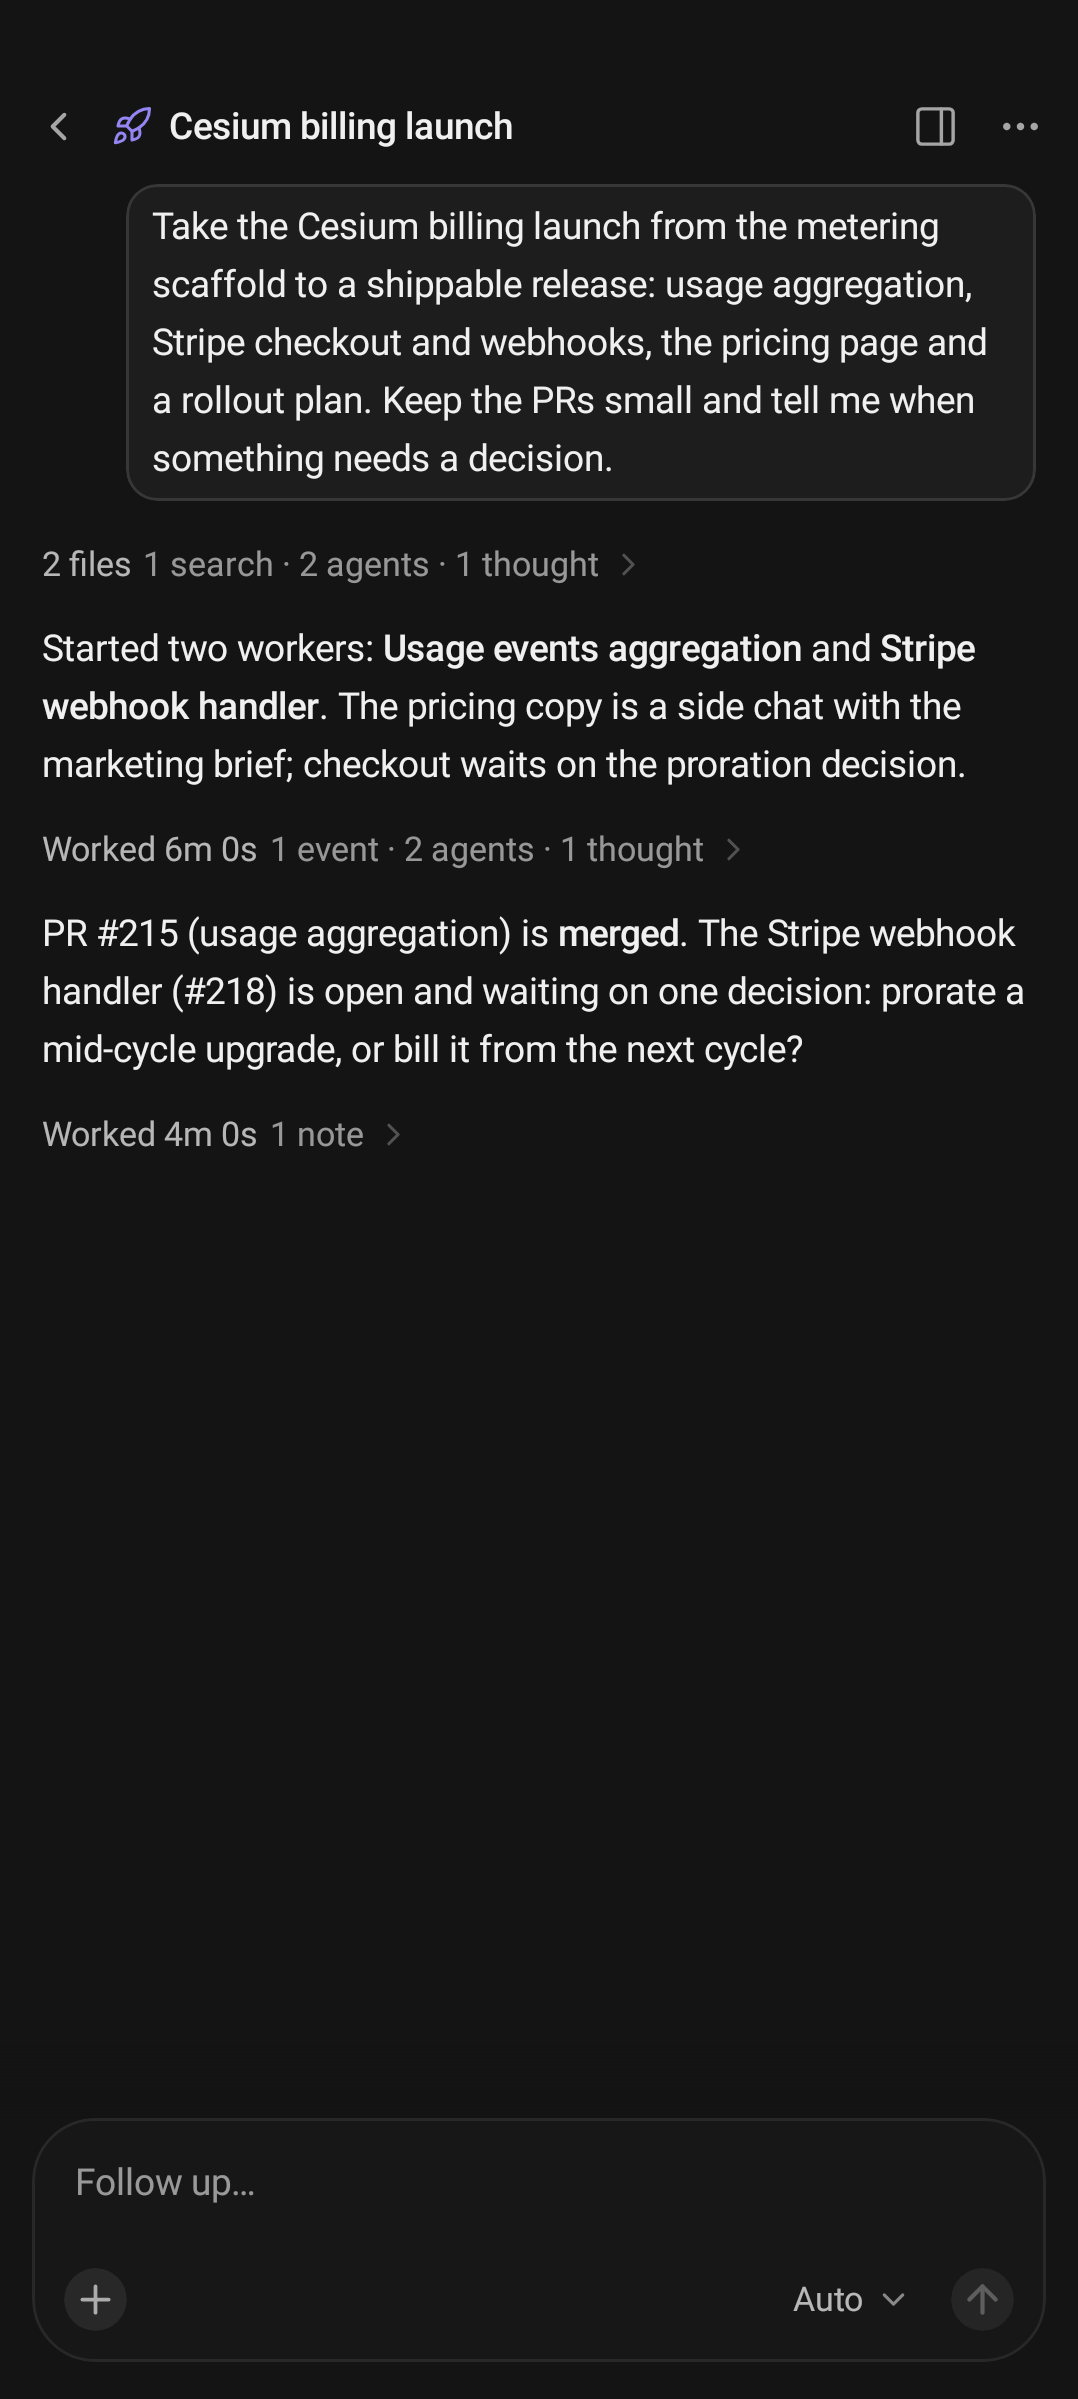 Cesium billing launch
Take the Cesium billing launch from the metering
scaffold to a shippable release: usage aggregation,
Stripe checkout and webhooks, the pricing page and
a rollout plan. Keep the PRs small and tell me when
something needs a decision.
2 files 1 search · 2 agents · 1 thought
Started two workers: Usage events aggregation and Stripe
webhook handler. The pricing copy is a side chat with the
marketing brief; checkout waits on the proration decision.
Worked 6m 0s 1 event · 2 agents · 1 thought
PR #215 (usage aggregation) is merged. The Stripe webhook
handler (#218) is open and waiting on one decision: prorate a
mid-cycle upgrade, or bill it from the next cycle?
Worked 4m 0s 1 note
Follow up...
Auto